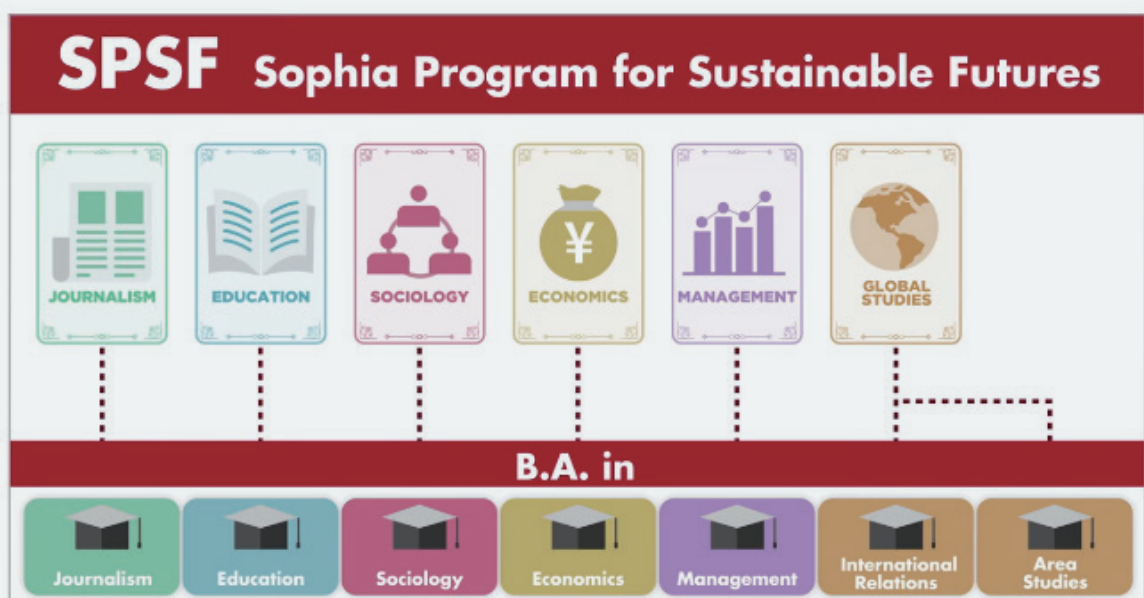 SPSF Sophia Program for Sustainable Futures
JOURNALISM
EDUCATION
SOCIOLOGY
¥
ECONOMICS
MANAGEMENT
GLOBAL
STUDIES
B.A. in
Journalism
Education
Sociology
Economics
Management
International
Relations
Area
Studies